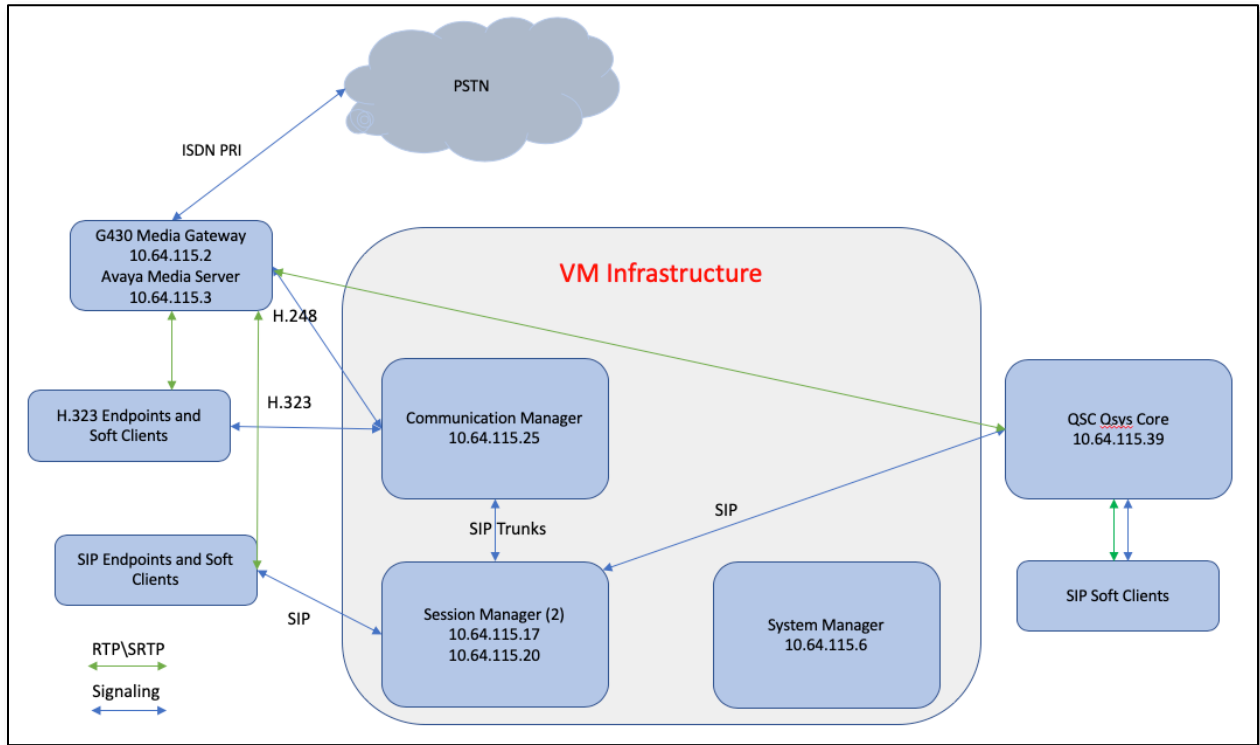 PSTN
ISDN PRI
G430 Media Gateway
10.64.115.2
Avaya Media Server
10.64.115.3
VM Infrastructure
H.248
H.323 Endpoints and
Soft Clients
H.323
Communication Manager
10.64.115.25
QSC Qsys Core
10.64.115.39
SIP Trunks
SIP
SIP Endpoints and Soft
Clients
SIP
Session Manager (2)
10.64.115.17
10.64.115.20
System Manager
10.64.115.6
SIP Soft Clients
RTP\SRTP
Signaling